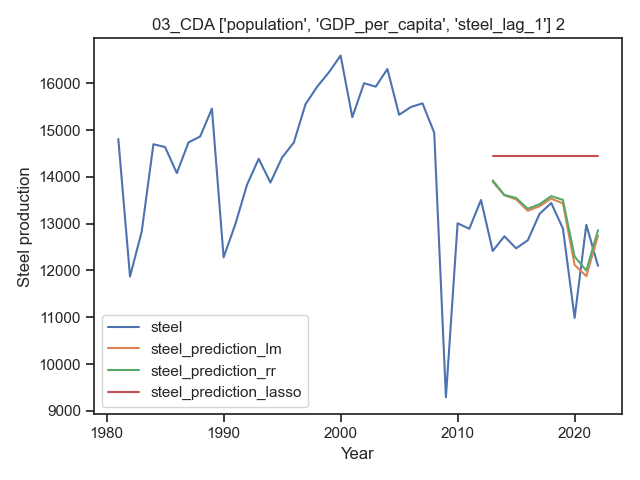 03_CDA ['population', 'GDP_per_capita', 'steel_lag_1'] 2
Steel production
16000
15000
14000
13000
12000
11000
10000
9000
steel
steel_prediction_lm
steel_prediction_rr
steel_prediction_lasso
1980 1990 2000 2010 2020
Year